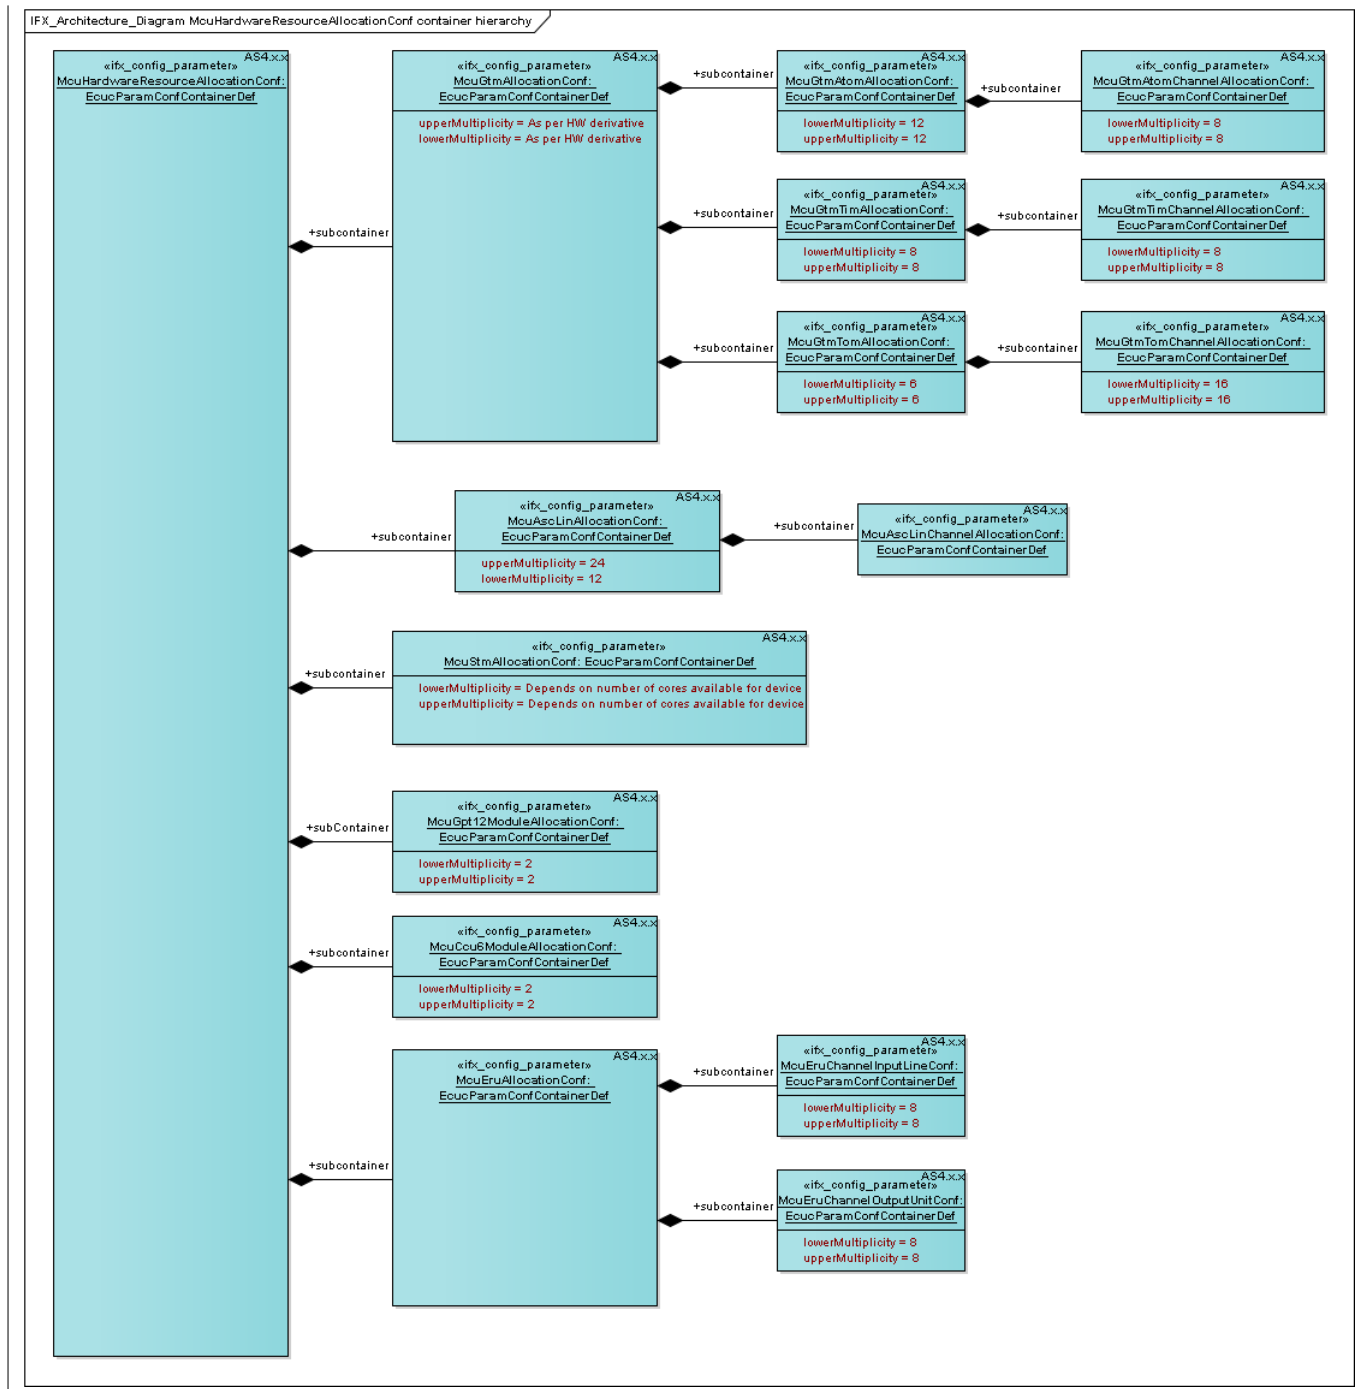 IFX_Architecture_Diagram McuHardwareResourceAllocationConf container hierarchy
AS4.x.x
«ifx_config_parameter»
McuHardwareResourceAllocationConf:
EcucParamConfContainerDef
+subcontainer
AS4.x.x
«ifx_config_parameter»
McuGtmAllocationConf:
EcucParamConfContainerDef
upperMultiplicity = As per HW derivative
lowerMultiplicity = As per HW derivative
+subcontainer
AS4.x.x
«ifx_config_parameter»
McuGtmAtomAllocationConf:
EcucParamConfContainerDef
lowerMultiplicity = 12
upperMultiplicity = 12
+subcontainer
AS4.x.x
«ifx_config_parameter»
McuGtmAtomChannelAllocationConf:
EcucParamConfContainerDef
lowerMultiplicity = 8
upperMultiplicity = 8
+subcontainer
AS4.x.x
«ifx_config_parameter»
McuGtmTimAllocationConf:
EcucParamConfContainerDef
lowerMultiplicity = 8
upperMultiplicity = 8
+subcontainer
AS4.x.x
«ifx_config_parameter»
McuGtmTimChannelAllocationConf:
EcucParamConfContainerDef
lowerMultiplicity = 8
upperMultiplicity = 8
+subcontainer
AS4.x.x
«ifx_config_parameter»
McuGtmTomAllocationConf:
EcucParamConfContainerDef
lowerMultiplicity = 6
upperMultiplicity = 6
+subcontainer
AS4.x.x
«ifx_config_parameter»
McuGtmTomChannelAllocationConf:
EcucParamConfContainerDef
lowerMultiplicity = 16
upperMultiplicity = 16
+subcontainer
AS4.x.x
«ifx_config_parameter»
McuAscLinAllocationConf:
EcucParamConfContainerDef
upperMultiplicity = 24
lowerMultiplicity = 12
+subcontainer
AS4.x.x
«ifx_config_parameter»
McuAscLinChannelAllocationConf:
EcucParamConfContainerDef
+subcontainer
AS4.x.x
«ifx_config_parameter»
McuStmAllocationConf: EcucParamConfContainerDef
lowerMultiplicity = Depends on number of cores available for device
upperMultiplicity = Depends on number of cores available for device
+subContainer
AS4.x.x
«ifx_config_parameter»
McuGpt12ModuleAllocationConf:
EcucParamConfContainerDef
lowerMultiplicity = 2
upperMultiplicity = 2
+subcontainer
AS4.x.x
«ifx_config_parameter»
McuCcu6ModuleAllocationConf:
EcucParamConfContainerDef
lowerMultiplicity = 2
upperMultiplicity = 2
+subcontainer
AS4.x.x
«ifx_config_parameter»
McuEruAllocationConf:
EcucParamConfContainerDef
+subcontainer
AS4.x.x
«ifx_config_parameter»
McuEruChannelInputLineConf:
EcucParamConfContainerDef
lowerMultiplicity = 8
upperMultiplicity = 8
+subcontainer
AS4.x.x
«ifx_config_parameter»
McuEruChannelOutputUnitConf:
EcucParamConfContainerDef
lowerMultiplicity = 8
upperMultiplicity = 8